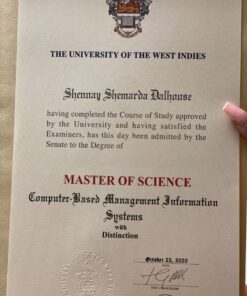 THE UNIVERSITY OF THE WEST INDIES
Shennay Shemarda Dalhouse
having completed the Course of Study approved
by the University and having satisfied the
Examiners, has this day been admitted by the
Senate to the Degree of
MASTER OF SCIENCE
Computer-Based Management Information
Systems
with
Distinction
October 22, 2020
VICE CHANCELLOR